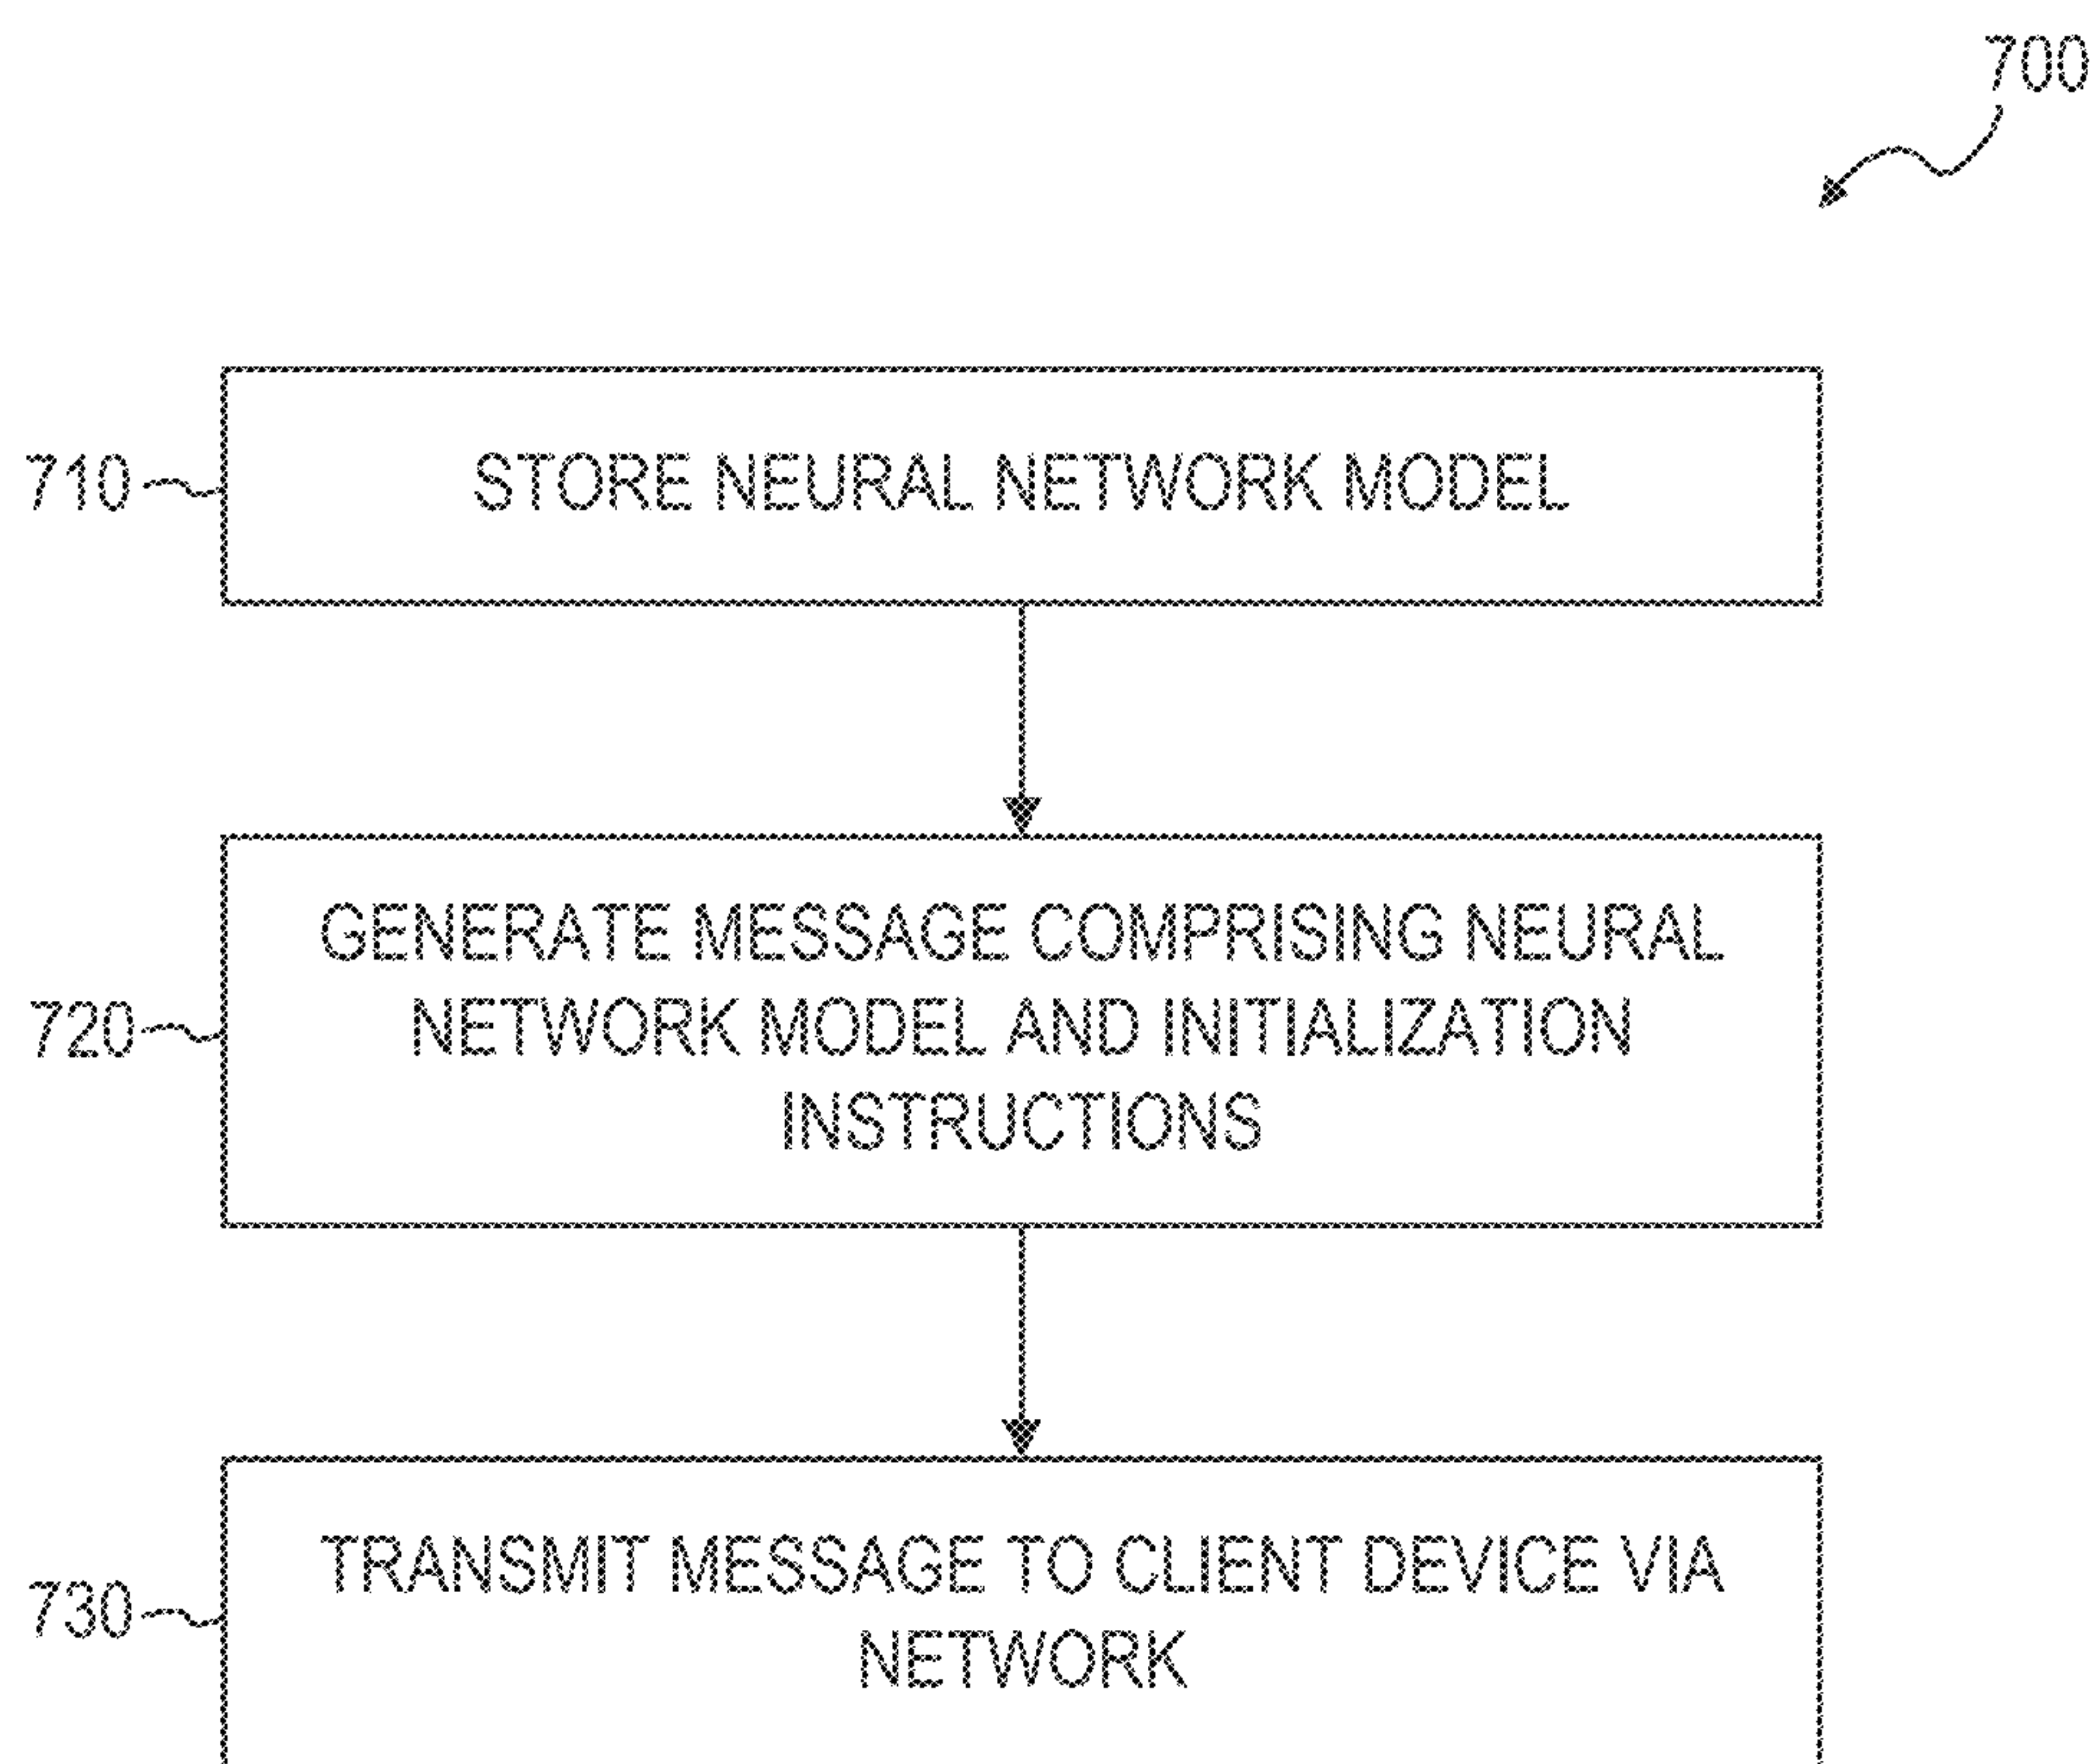 700
710
STORE NEURAL NETWORK MODEL
720
GENERATE MESSAGE COMPRISING NEURAL
NETWORK MODEL AND INITIALIZATION
INSTRUCTIONS
730
TRANSMIT MESSAGE TO CLIENT DEVICE VIA
NETWORK